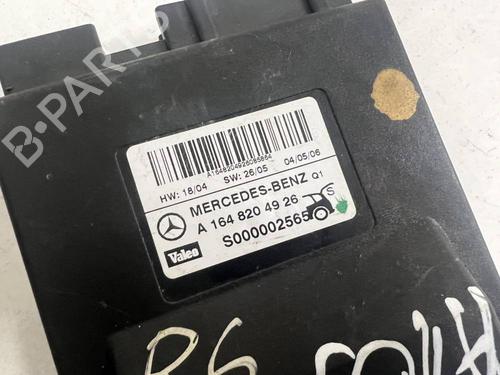 B-PARTS
A1648204926085864
HW: 18/04 SW: 26/05 04/05/06
MERCEDES-BENZ Q1
A 164 820 49 26
S000002565
S
Valeo